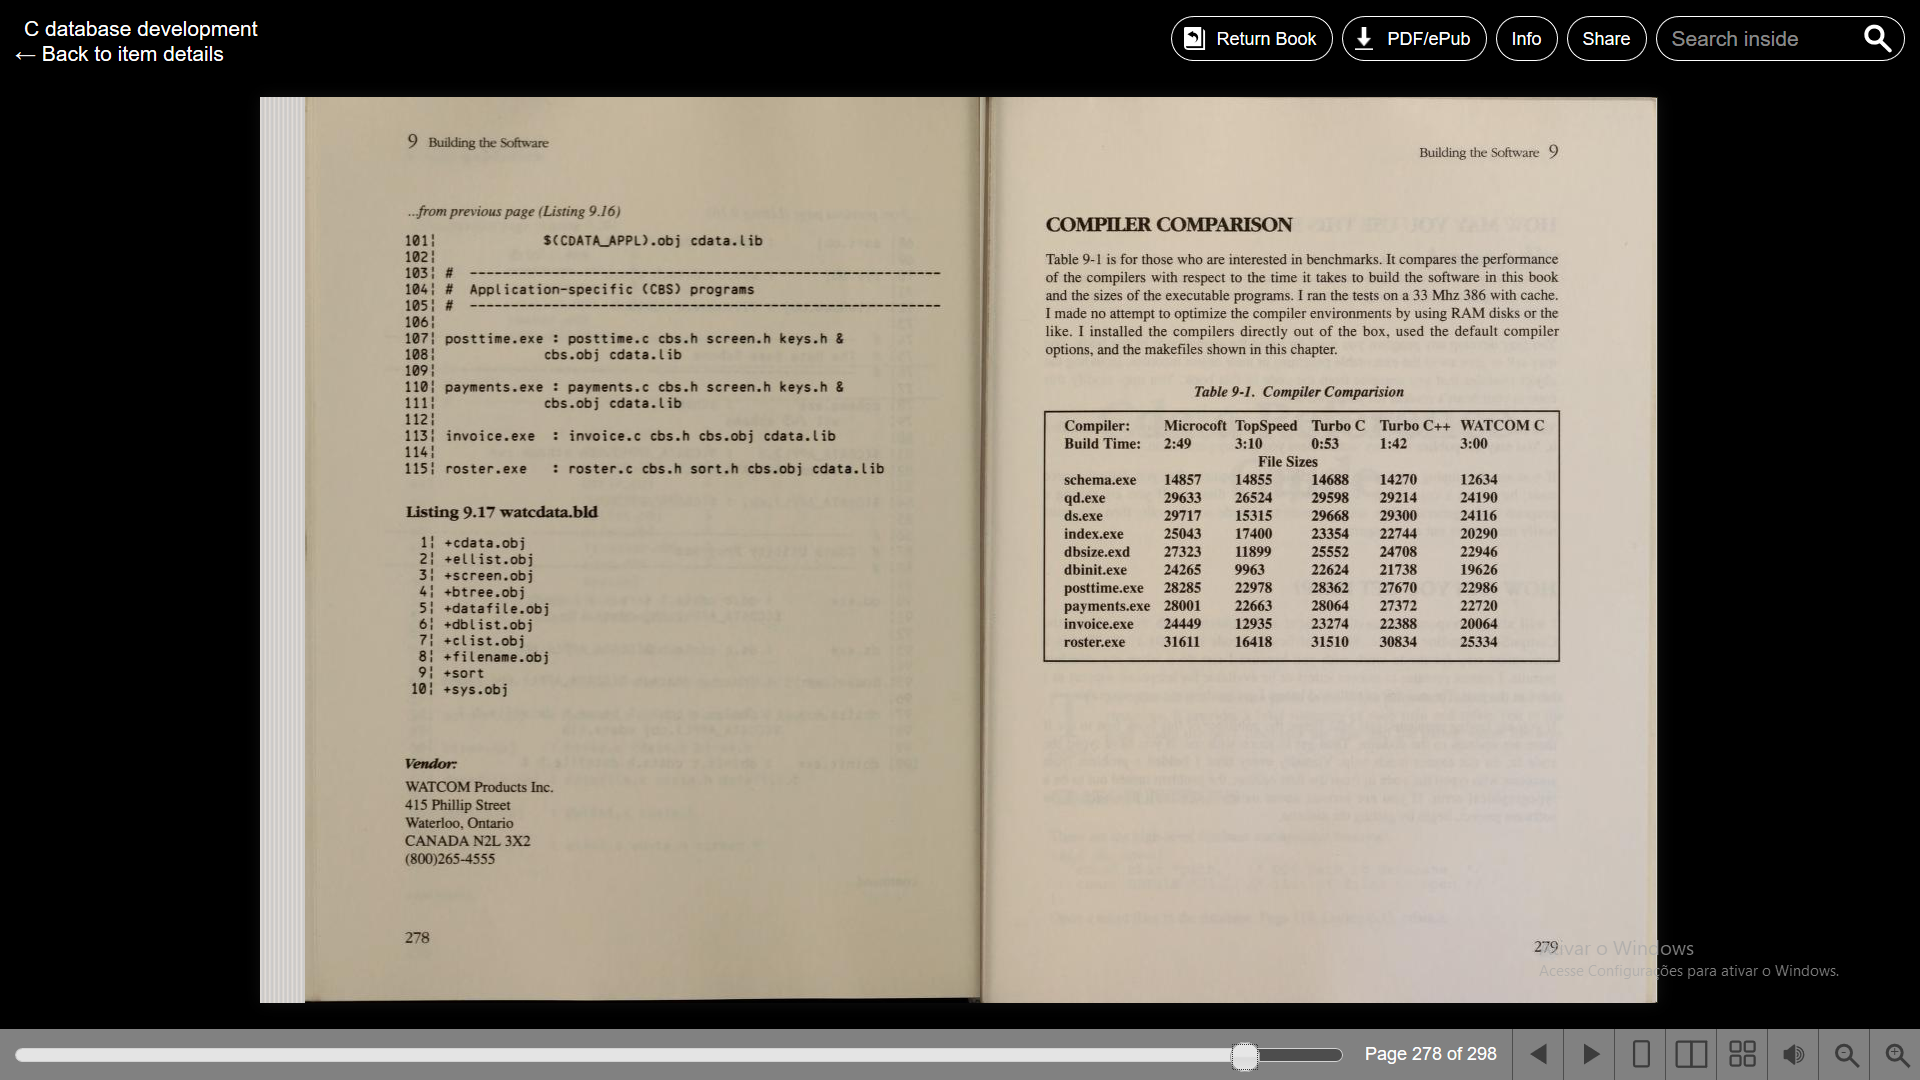 C database development
← Back to item details
Return Book
PDF/ePub
Info
Share
Search inside
9 Building the Software
...from previous page (Listing 9.16)
101¦ $(CDATA_APPL).obj cdata.lib
102¦
103¦ # ----------------------------------------------------------
104¦ # Application-specific (CBS) programs
105¦ # ----------------------------------------------------------
106¦
107¦ posttime.exe : posttime.c cbs.h screen.h keys.h &
108¦ cbs.obj cdata.lib
109¦
110¦ payments.exe : payments.c cbs.h screen.h keys.h &
111¦ cbs.obj cdata.lib
112¦
113¦ invoice.exe : invoice.c cbs.h cbs.obj cdata.lib
114¦
115¦ roster.exe : roster.c cbs.h sort.h cbs.obj cdata.lib
Listing 9.17 watcdata.bld
1¦ +cdata.obj
2¦ +ellist.obj
3¦ +screen.obj
4¦ +btree.obj
5¦ +datafile.obj
6¦ +dblist.obj
7¦ +clist.obj
8¦ +filename.obj
9¦ +sort
10¦ +sys.obj
Vendor:
WATCOM Products Inc.
415 Phillip Street
Waterloo, Ontario
CANADA N2L 3X2
(800)265-4555
278
Building the Software 9
COMPILER COMPARISON
Table 9-1 is for those who are interested in benchmarks. It compares the performance
of the compilers with respect to the time it takes to build the software in this book
and the sizes of the executable programs. I ran the tests on a 33 Mhz 386 with cache.
I made no attempt to optimize the compiler environments by using RAM disks or the
like. I installed the compilers directly out of the box, used the default compiler
options, and the makefiles shown in this chapter.
Table 9-1. Compiler Comparision
Compiler: Microcoft TopSpeed Turbo C Turbo C++ WATCOM C
Build Time: 2:49 3:10 0:53 1:42 3:00
File Sizes
schema.exe 14857 14855 14688 14270 12634
qd.exe 29633 26524 29598 29214 24190
ds.exe 29717 15315 29668 29300 24116
index.exe 25043 17400 23354 22744 20290
dbsize.exd 27323 11899 25552 24708 22946
dbinit.exe 24265 9963 22624 21738 19626
posttime.exe 28285 22978 28362 27670 22986
payments.exe 28001 22663 28064 27372 22720
invoice.exe 24449 12935 23274 22388 20064
roster.exe 31611 16418 31510 30834 25334
279
Ativar o Windows
Acesse Configurações para ativar o Windows.
Page 278 of 298